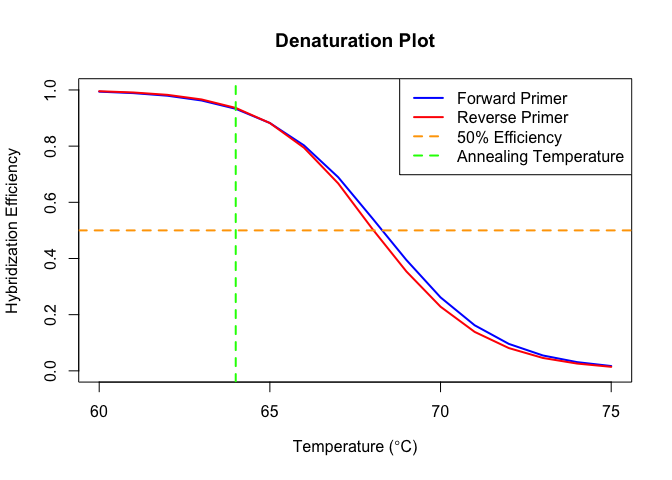 Denaturation Plot
Forward Primer
Reverse Primer
50% Efficiency
Annealing Temperature
Hybridization Efficiency
1.0
0.8
0.6
0.4
0.2
0.0
60 65 70 75
Temperature (°C)